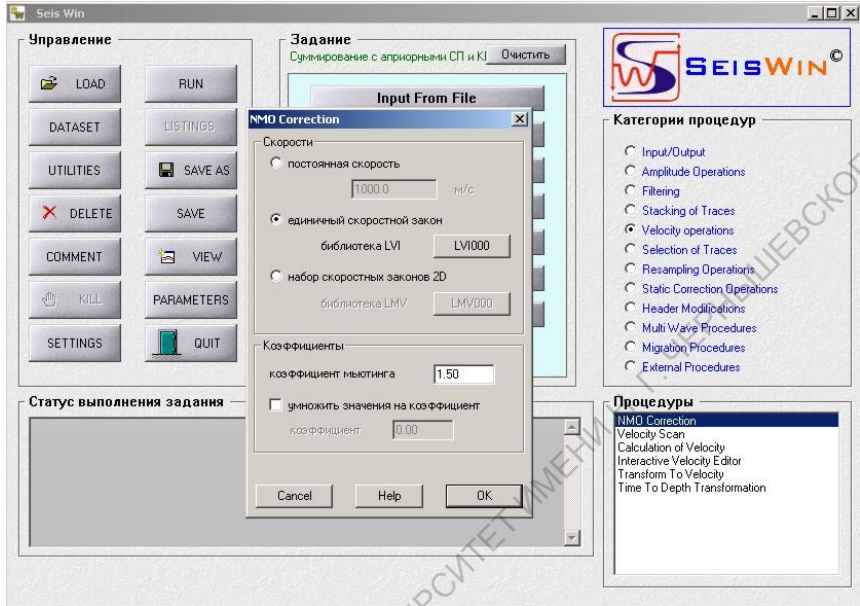 Seis Win
Управление
LOAD
RUN
DATASET
LISTINGS
UTILITIES
SAVE AS
DELETE
SAVE
COMMENT
VIEW
KILL
PARAMETERS
SETTINGS
QUIT
Задание
Суммирование с априорными СП и КІ
Очистить
Input From File
NMO Correction
Скорости
постоянная скорость
1000.0 м/с
единичный скоростной закон
библиотека LVI
LVI000
набор скоростных законов 2D
библиотека LMV
LMV000
Коэффициенты
коэффициент мьютинга
1.50
умножить значения на коэффициент
коэффициент
0.00
Cancel
Help
OK
SEISWIN©
Категории процедур
Input/Output
Amplitude Operations
Filtering
Stacking of Traces
Velocity operations
Selection of Traces
Resampling Operations
Static Correction Operations
Header Modifications
Multi Wave Procedures
Migration Procedures
External Procedures
Статус выполнения задания
Процедуры
NMO Correction
Velocity Scan
Calculation of Velocity
Interactive Velocity Editor
Transform To Velocity
Time To Depth Transformation
РСИТЕТ ИМЕНИ Н. Г. ЧЕРНЫШЕВСКОГ